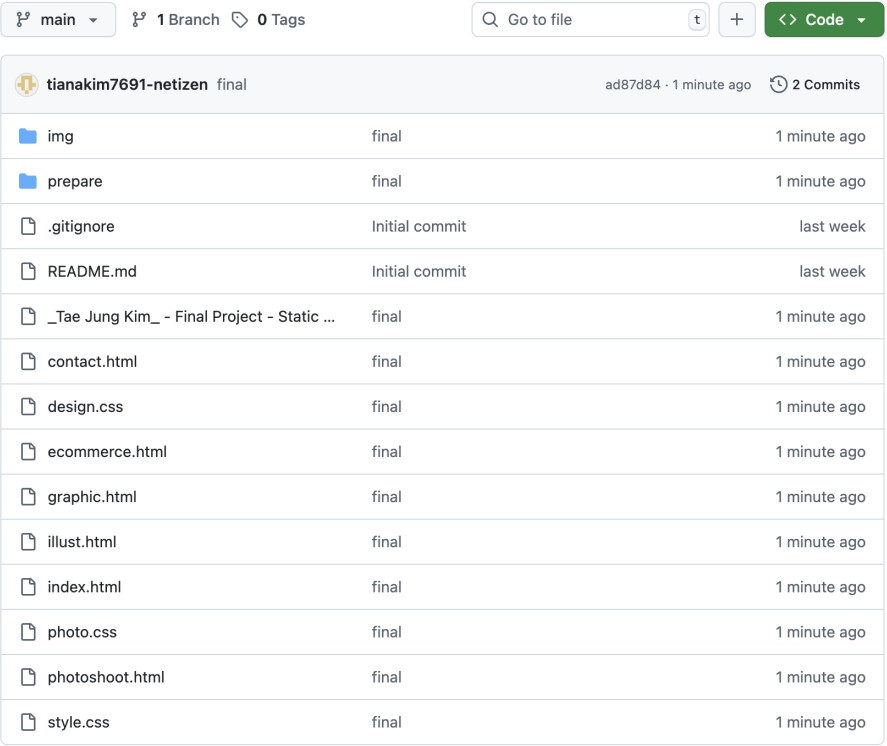 main 1 Branch 0 Tags Go to file t Code
tianakim7691-netizen final ad87d84 · 1 minute ago 2 Commits
img final 1 minute ago
prepare final 1 minute ago
.gitignore Initial commit last week
README.md Initial commit last week
_Tae Jung Kim_ - Final Project - Static ... final 1 minute ago
contact.html final 1 minute ago
design.css final 1 minute ago
ecommerce.html final 1 minute ago
graphic.html final 1 minute ago
illust.html final 1 minute ago
index.html final 1 minute ago
photo.css final 1 minute ago
photoshoot.html final 1 minute ago
style.css final 1 minute ago